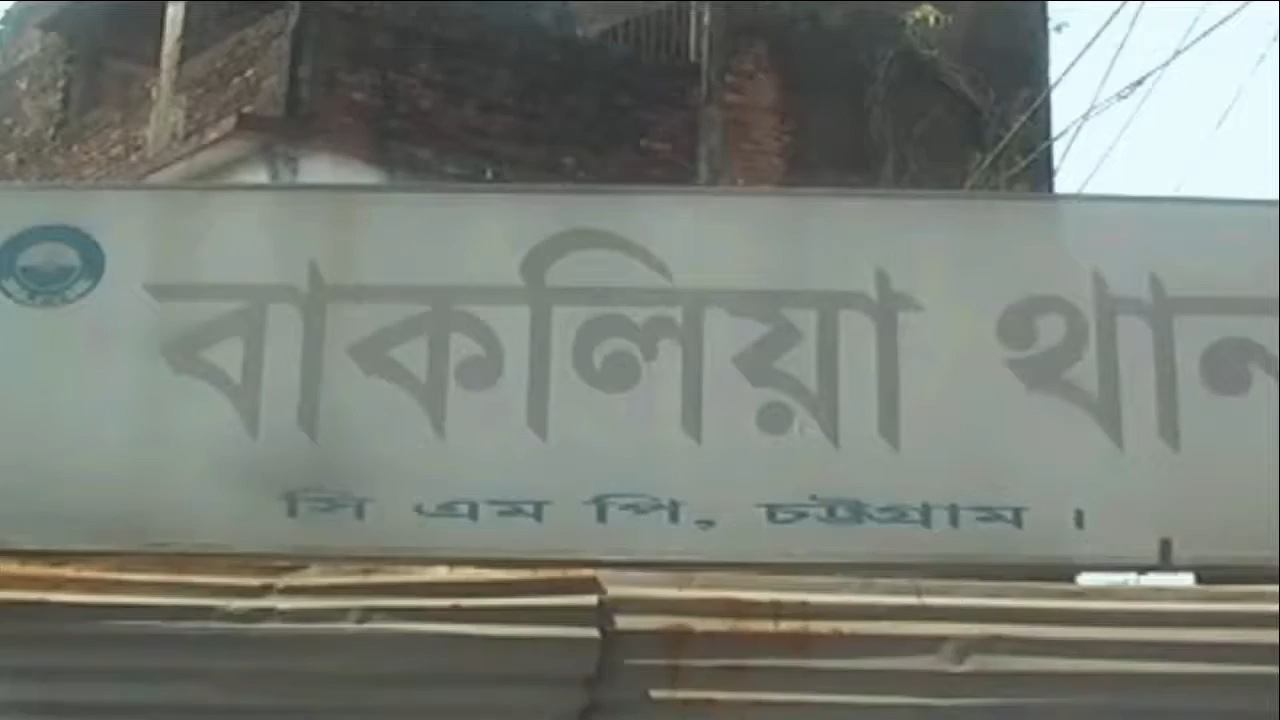 বাকলিয়া থান
সি এম পি, চট্টগ্রাম।